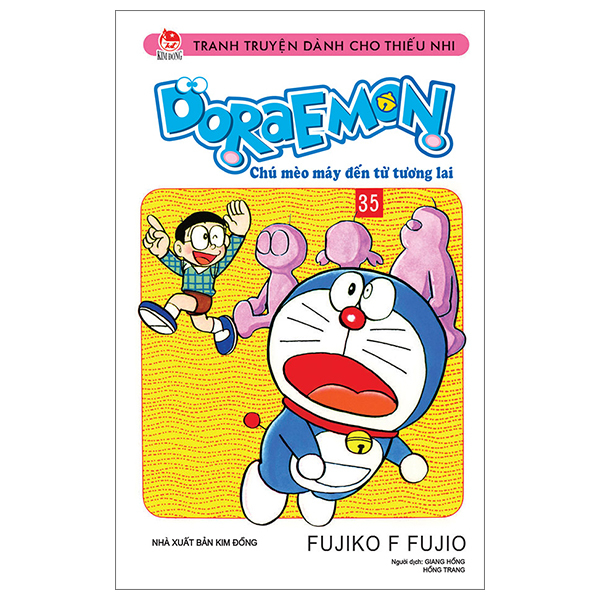 KIM ĐỒNG
TRANH TRUYỆN DÀNH CHO THIẾU NHI
DORAEMON
Chú mèo máy đến từ tương lai
35
NHÀ XUẤT BẢN KIM ĐỒNG
FUJIKO F FUJIO
Người dịch: GIANG HỒNG
HỒNG TRANG